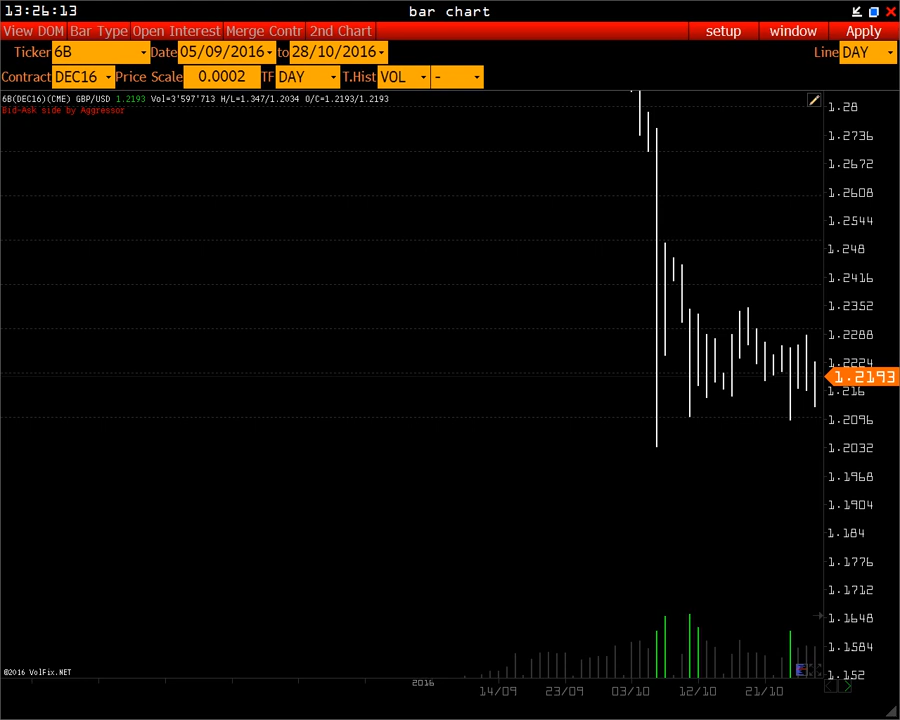 13:26:13 bar chart
View DOM Bar Type Open Interest Merge Contr 2nd Chart setup window Apply
Ticker 6B Date 05/09/2016 to 28/10/2016 Line DAY
Contract DEC16 Price Scale 0.0002 TF DAY T.Hist VOL -
6B(DEC16)(CME) GBP/USD 1.2193 Vol=3'597'713 H/L=1.347/1.2034 O/C=1.2193/1.2193
Bid-Ask side by Aggressor
1.28
1.2736
1.2672
1.2608
1.2544
1.248
1.2416
1.2352
1.2288
1.2224
1.2193
1.216
1.2096
1.2032
1.1968
1.1904
1.184
1.1776
1.1712
1.1648
1.1584
1.152
©2016 VolFix.NET
2016
14/09 23/09 03/10 12/10 21/10